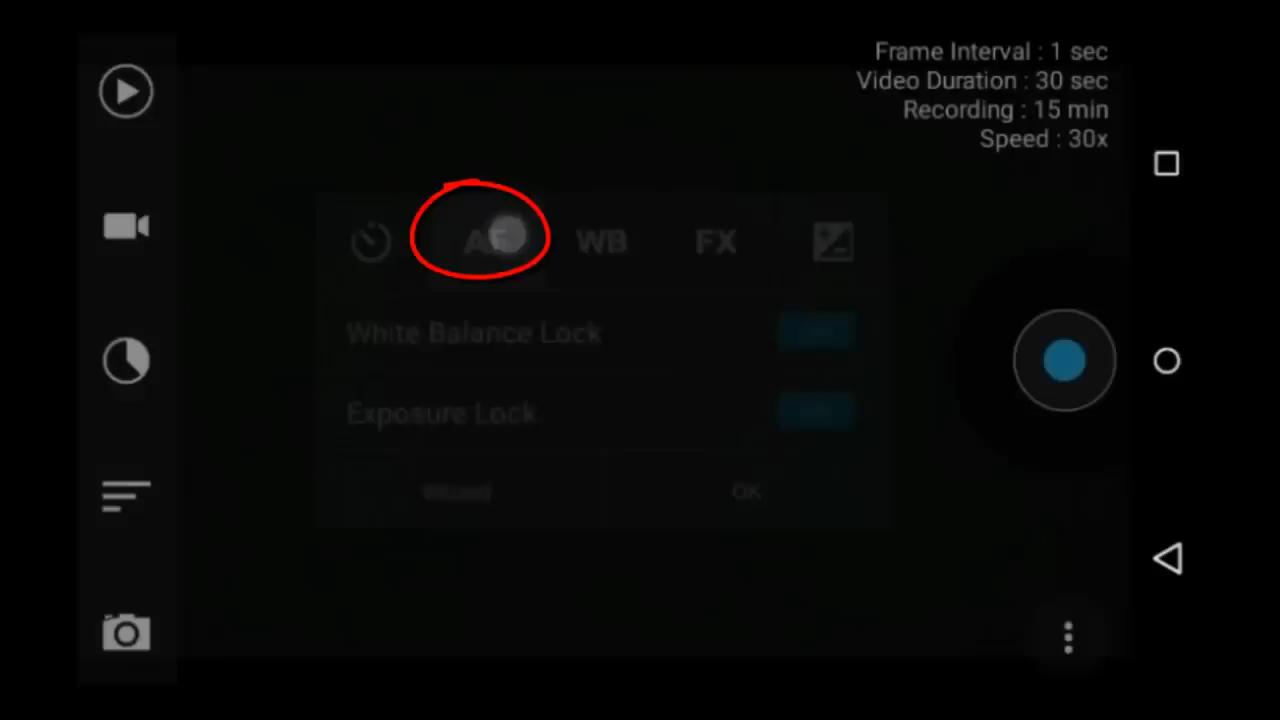 Frame Interval : 1 sec
Video Duration : 30 sec
Recording : 15 min
Speed : 30x
WB FX
White Balance Lock
Exposure Lock
OK